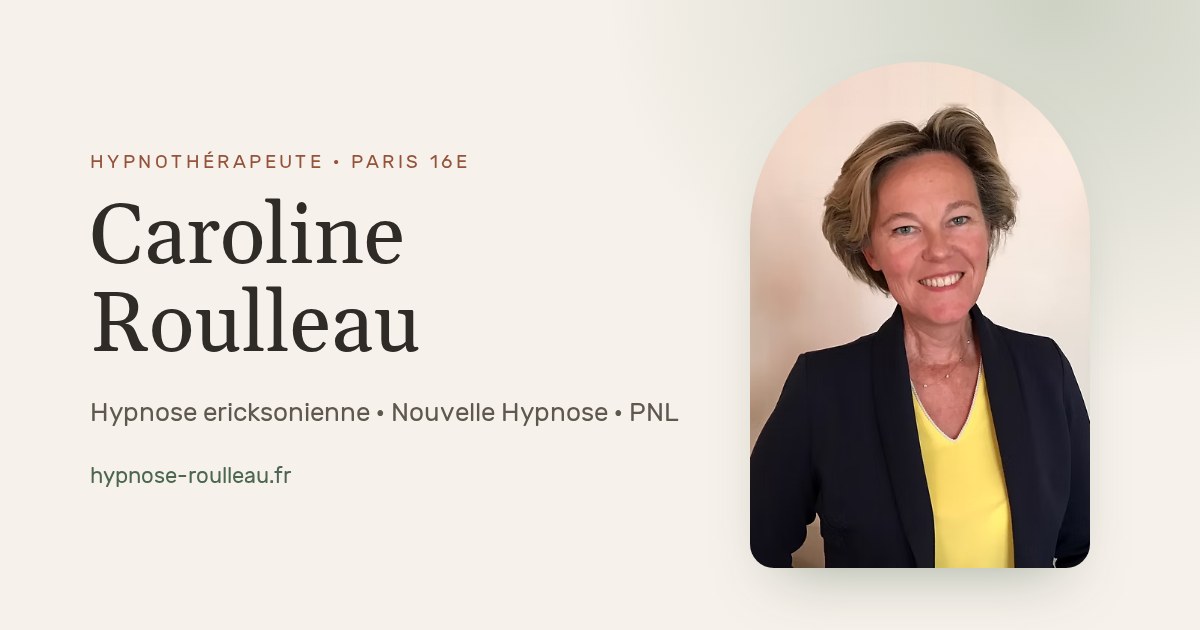 HYPNOTHÉRAPEUTE • PARIS 16E
Caroline
Roulleau
Hypnose ericksonienne • Nouvelle Hypnose • PNL
hypnose-roulleau.fr